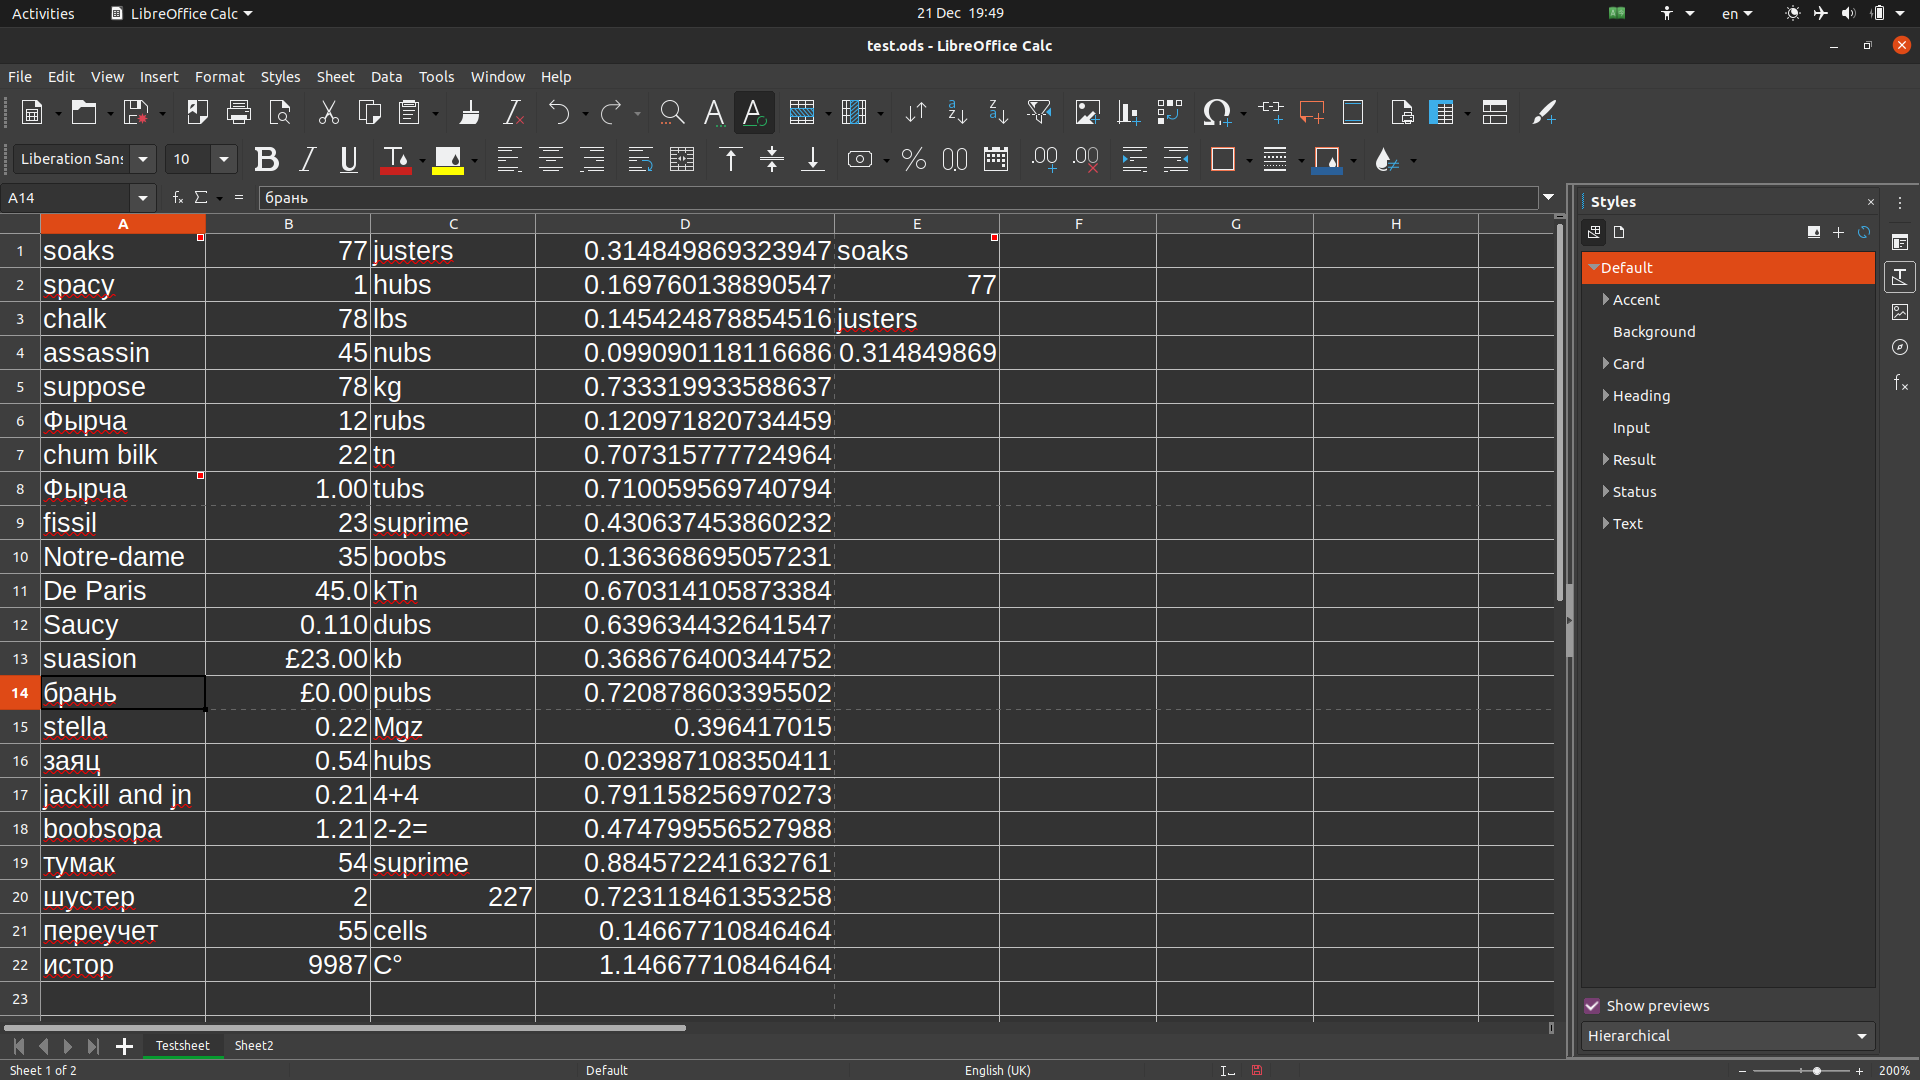 Activities LibreOffice Calc 21 Dec 19:49 en
test.ods - LibreOffice Calc
File Edit View Insert Format Styles Sheet Data Tools Window Help
Liberation Sans 10
A14 брань
Styles
Default
Accent
Background
Card
Heading
Input
Result
Status
Text
Show previews
Hierarchical
A B C D E F G H
1 soaks 77 justers 0.314849869323947 soaks
2 spacy 1 hubs 0.169760138890547 77
3 chalk 78 lbs 0.145424878854516 justers
4 assassin 45 nubs 0.099090118116686 0.314849869
5 suppose 78 kg 0.733319933588637
6 Фырча 12 rubs 0.120971820734459
7 chum bilk 22 tn 0.707315777724964
8 Фырча 1.00 tubs 0.710059569740794
9 fissil 23 suprime 0.430637453860232
10 Notre-dame 35 boobs 0.136368695057231
11 De Paris 45.0 kTn 0.670314105873384
12 Saucy 0.110 dubs 0.639634432641547
13 suasion £23.00 kb 0.368676400344752
14 брань £0.00 pubs 0.720878603395502
15 stella 0.22 Mgz 0.396417015
16 заяц 0.54 hubs 0.023987108350411
17 jackill and jn 0.21 4+4 0.791158256970273
18 boobsopa 1.21 2-2= 0.474799556527988
19 тумак 54 suprime 0.884572241632761
20 шустер 2 227 0.723118461353258
21 переучет 55 cells 0.14667710846464
22 истор 9987 C° 1.14667710846464
23
Testsheet Sheet2
Sheet 1 of 2 Default English (UK) 200%